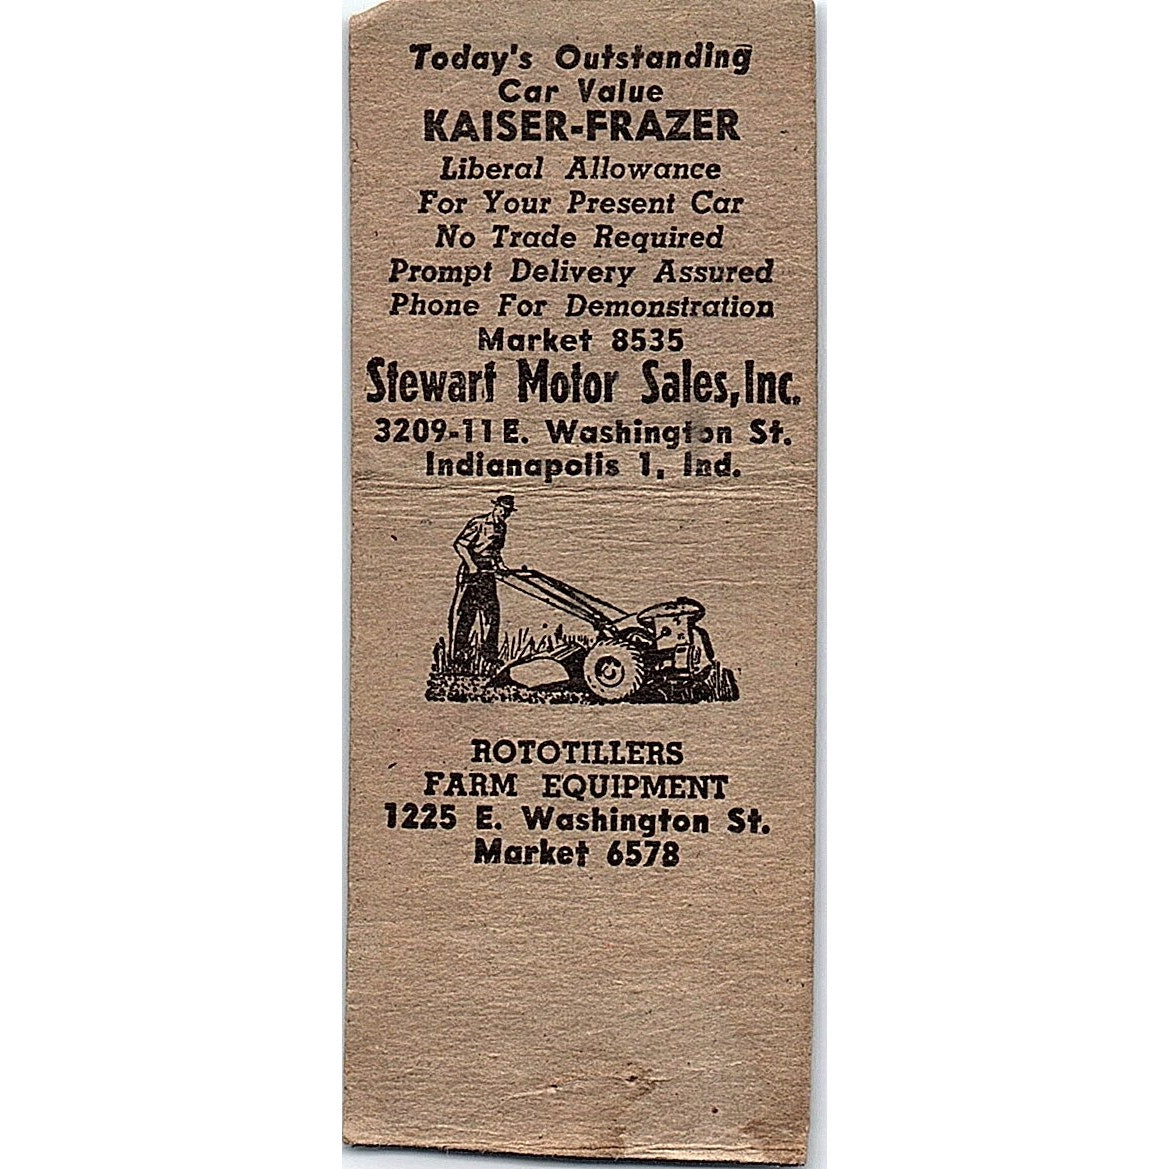 Today's Outstanding
Car Value
KAISER-FRAZER
Liberal Allowance
For Your Present Car
No Trade Required
Prompt Delivery Assured
Phone For Demonstration
Market 8535
Stewart Motor Sales, Inc.
3209-11 E. Washington St.
Indianapolis 1, Ind.
ROTOTILLERS
FARM EQUIPMENT
1225 E. Washington St.
Market 6578